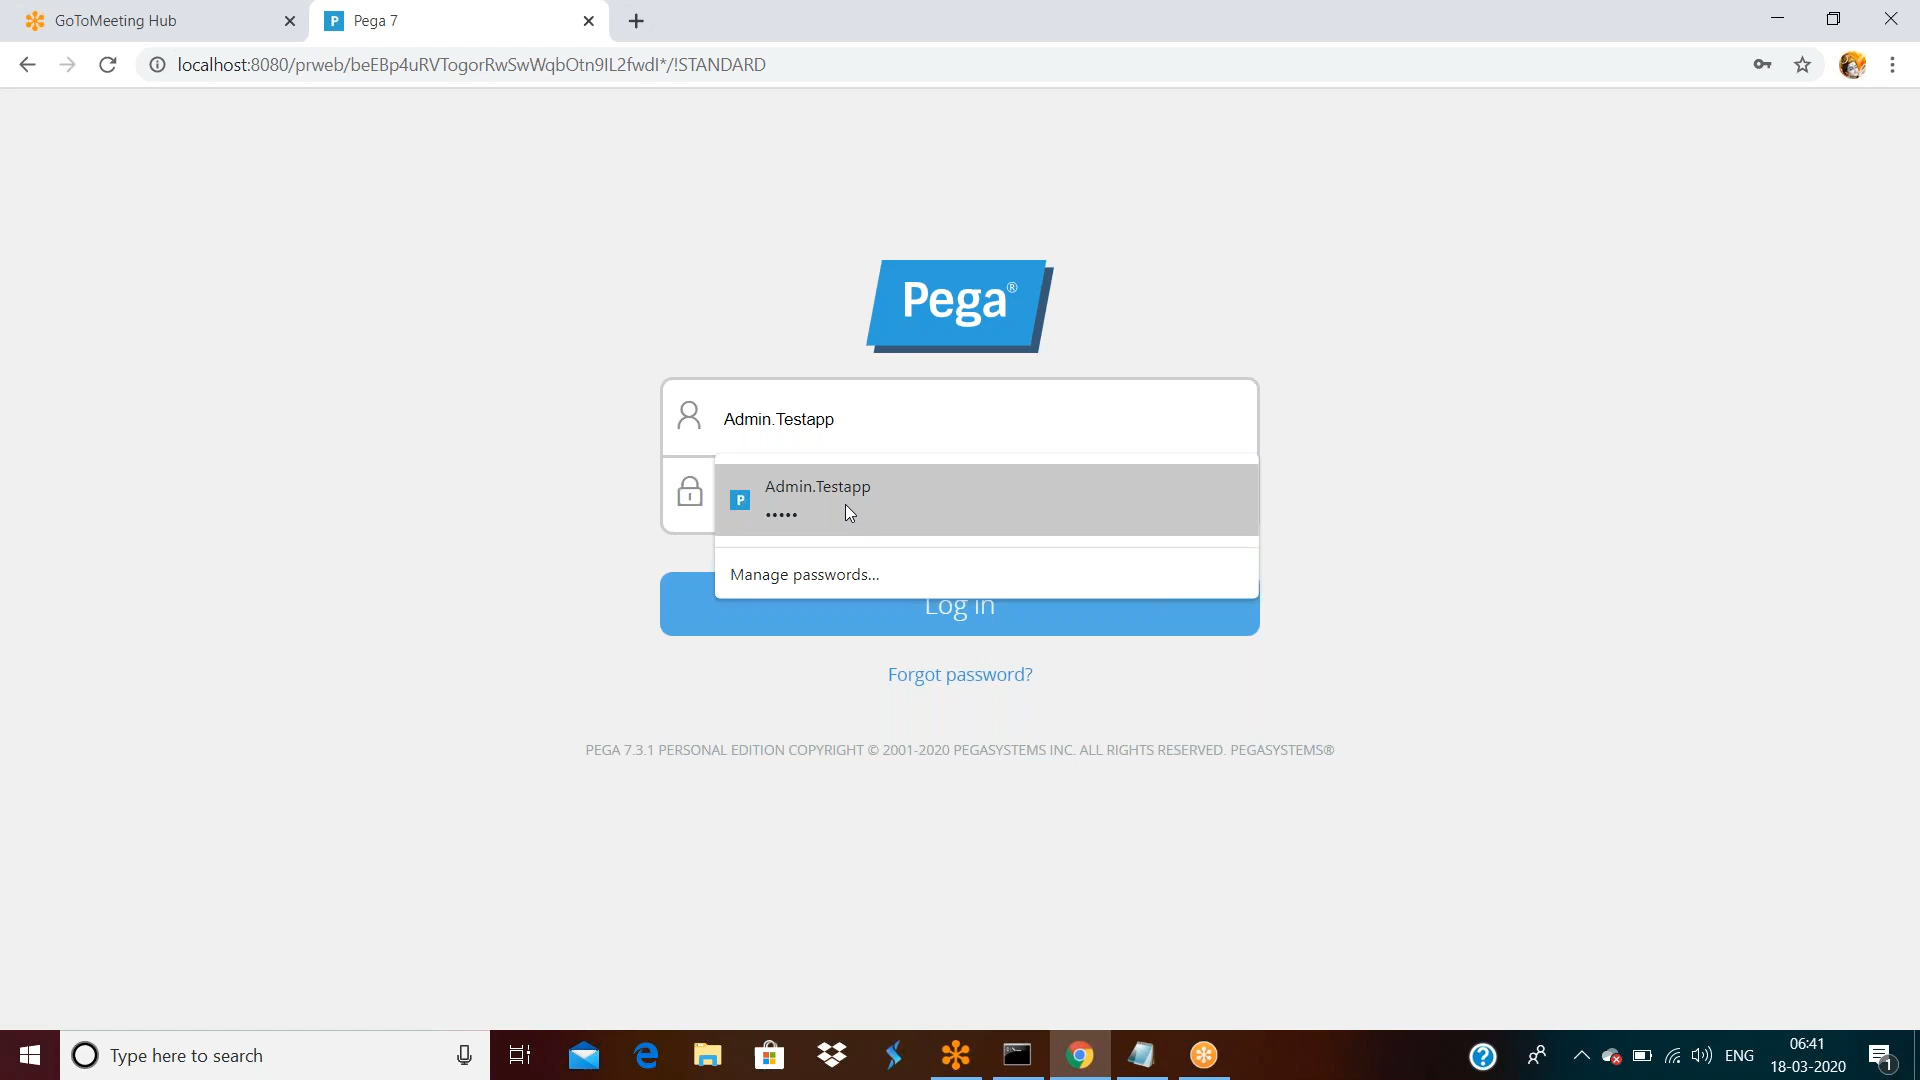 GoToMeeting Hub
Pega 7
localhost:8080/prweb/beEBp4uRVTogorRwSwWqbOtn9IL2fwdI*/!STANDARD
Pega®
Admin.Testapp
Admin.Testapp
•••••
Manage passwords...
Log in
Forgot password?
PEGA 7.3.1 PERSONAL EDITION COPYRIGHT © 2001-2020 PEGASYSTEMS INC. ALL RIGHTS RESERVED. PEGASYSTEMS®
Type here to search
ENG
06:41
18-03-2020
1